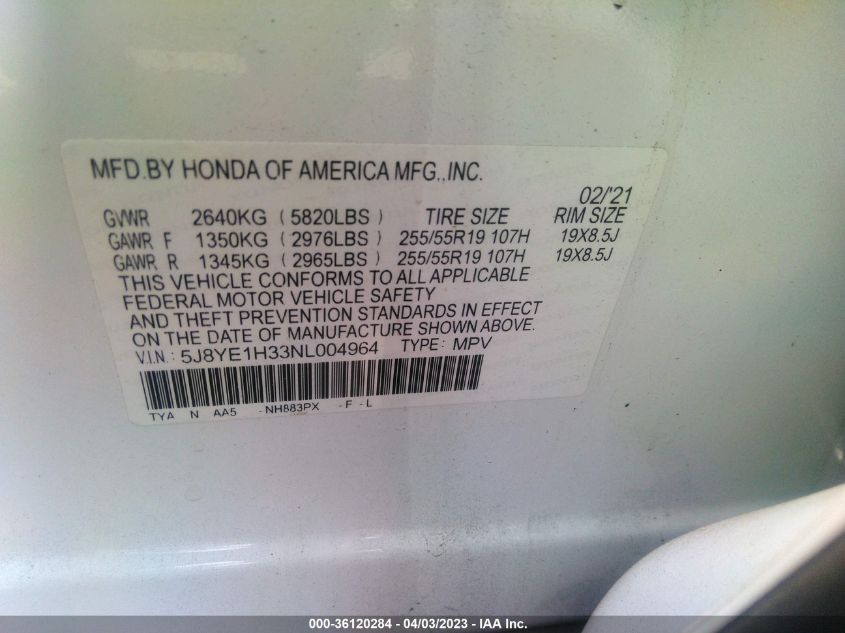 MFD.BY HONDA OF AMERICA MFG.,INC.
02/'21
GVWR 2640KG ( 5820LBS ) TIRE SIZE RIM SIZE
GAWR F 1350KG ( 2976LBS ) 255/55R19 107H 19X8.5J
GAWR R 1345KG ( 2965LBS ) 255/55R19 107H 19X8.5J
THIS VEHICLE CONFORMS TO ALL APPLICABLE
FEDERAL MOTOR VEHICLE SAFETY
AND THEFT PREVENTION STANDARDS IN EFFECT
ON THE DATE OF MANUFACTURE SHOWN ABOVE.
V.I.N.: 5J8YE1H33NL004964 TYPE: MPV
TYA N AA5 -NH883PX -F -L
000-36120284 - 04/03/2023 - IAA Inc.